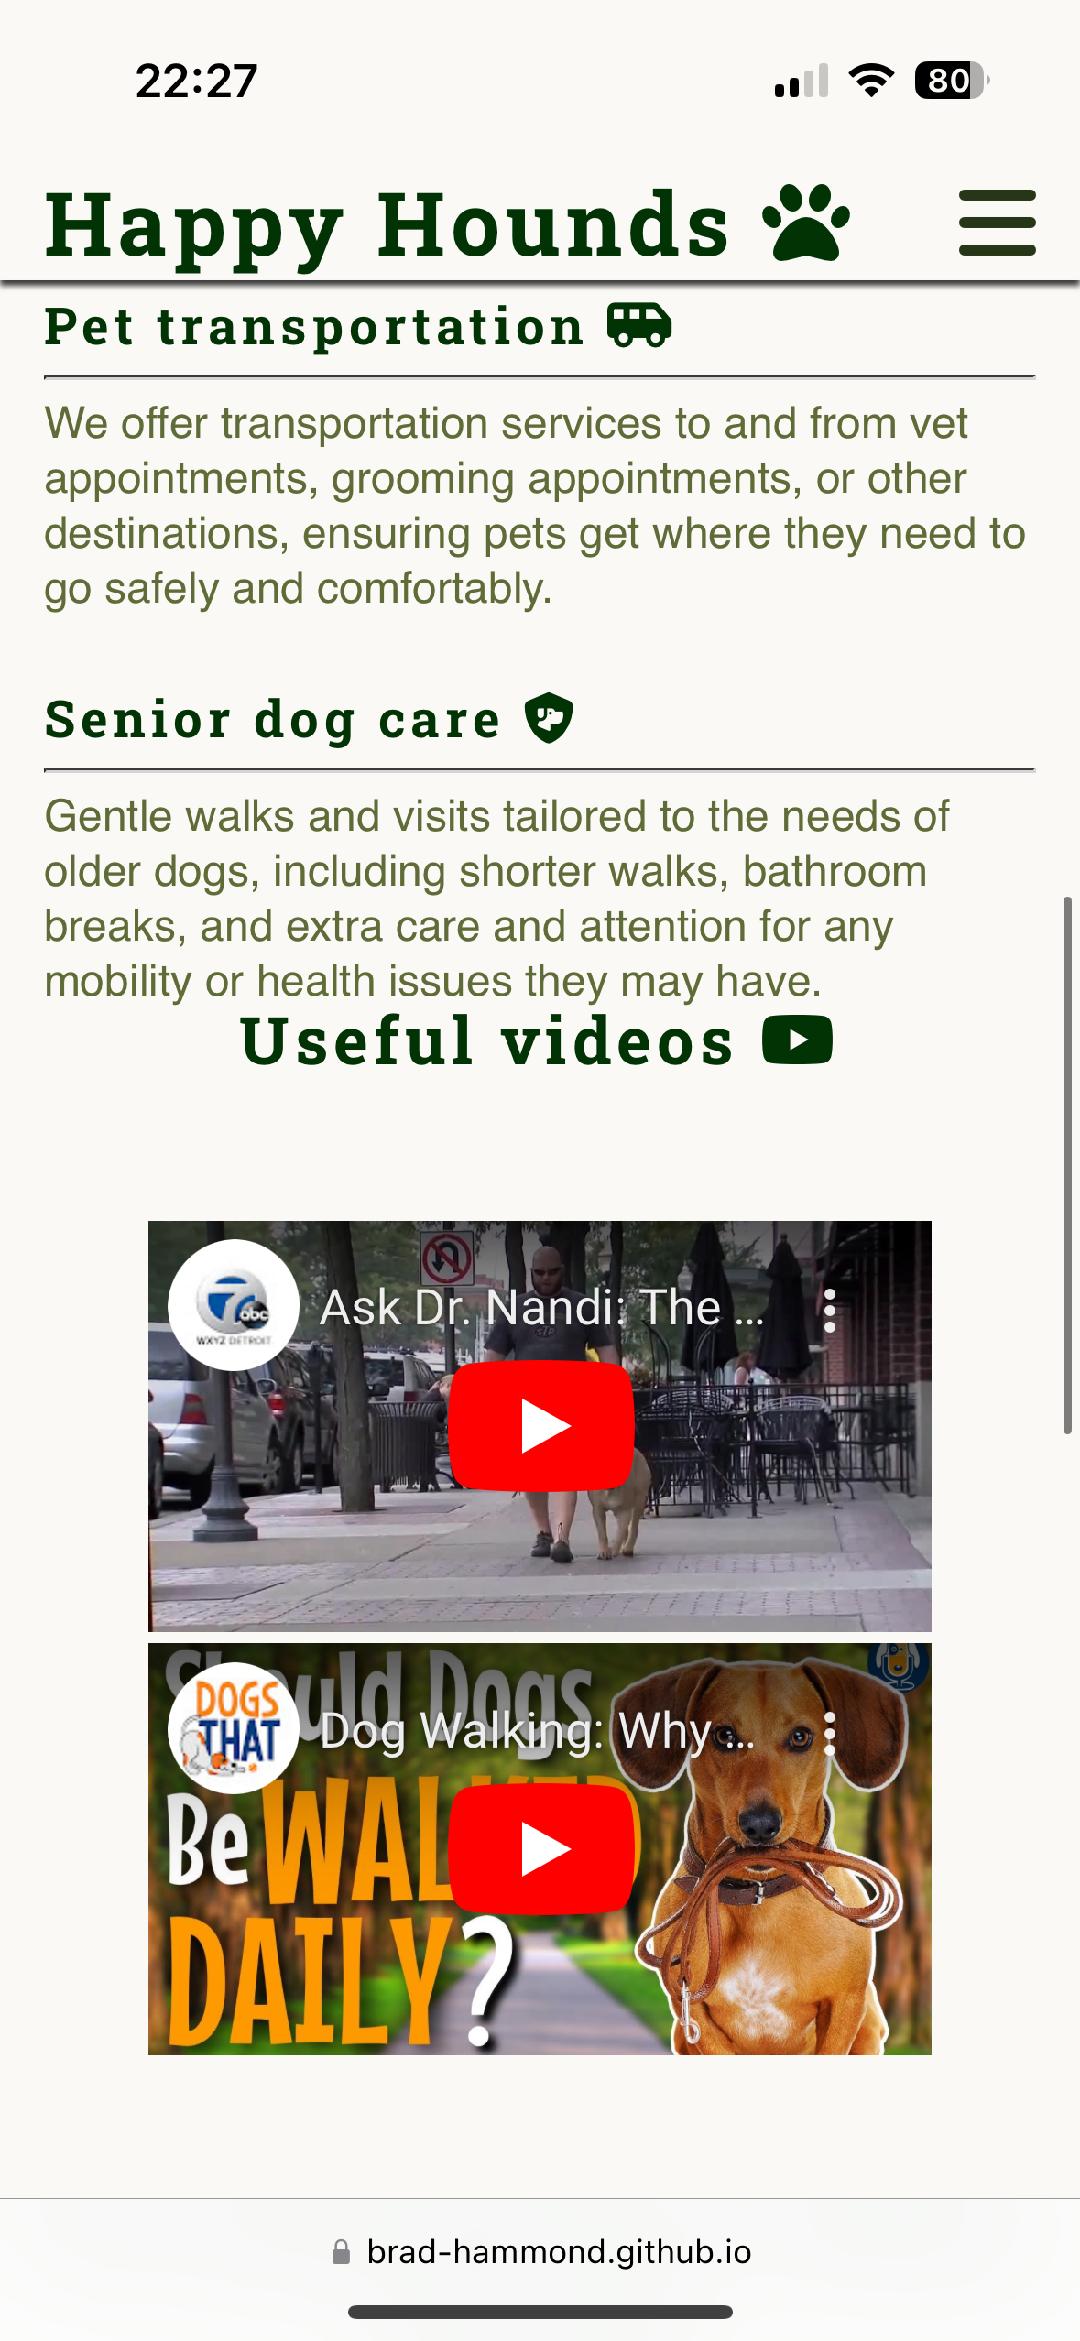 22:27
80
Happy Hounds
Pet transportation
We offer transportation services to and from vet
appointments, grooming appointments, or other
destinations, ensuring pets get where they need to
go safely and comfortably.
Senior dog care
Gentle walks and visits tailored to the needs of
older dogs, including shorter walks, bathroom
breaks, and extra care and attention for any
mobility or health issues they may have.
Useful videos
7 abc
WXYZ DETROIT
Ask Dr. Nandi: The ...
DOGS
THAT
Dog Walking: Why ...
Should Dogs
Be WALKED
DAILY?
brad-hammond.github.io